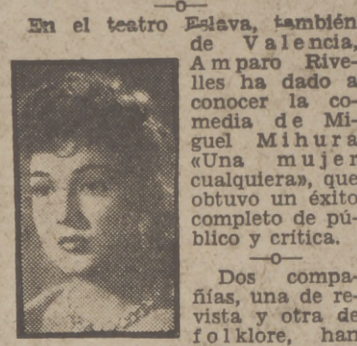 En el teatro Eslava, también
de Valencia,
Amparo Rive-
lles ha dado a
conocer la co-
media de Mi-
guel Mihura
«Una mujer
cualquiera», que
obtuvo un éxito
completo de pú-
blico y crítica.
Dos compa-
ñías, una de re-
vista y otra de
folklore, han